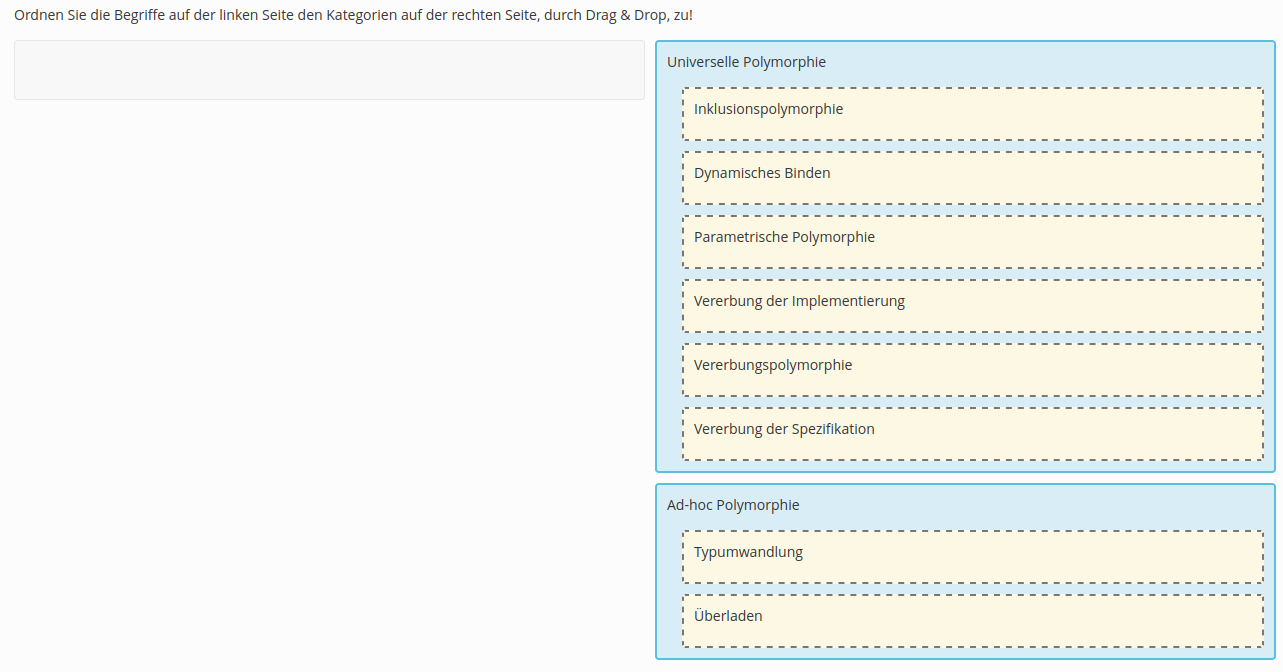 Ordnen Sie die Begriffe auf der linken Seite den Kategorien auf der rechten Seite, durch Drag & Drop, zu!
Universelle Polymorphie
Inklusionspolymorphie
Dynamisches Binden
Parametrische Polymorphie
Vererbung der Implementierung
Vererbungspolymorphie
Vererbung der Spezifikation
Ad-hoc Polymorphie
Typumwandlung
Überladen